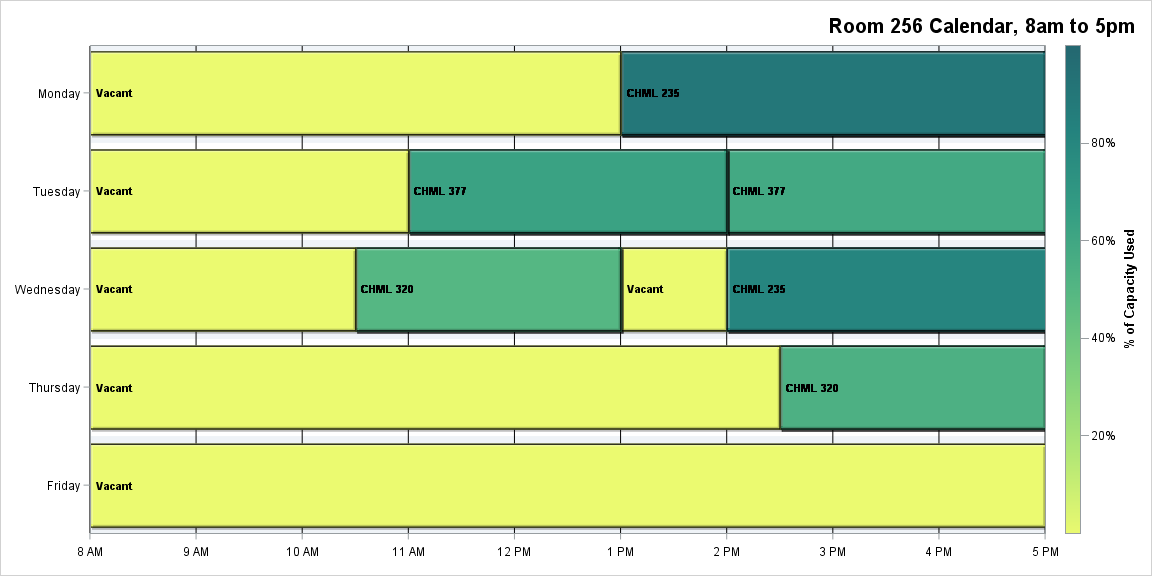 Room 256 Calendar, 8am to 5pm
Monday
Vacant
CHML 235
Tuesday
Vacant
CHML 377
CHML 377
Wednesday
Vacant
CHML 320
Vacant
CHML 235
Thursday
Vacant
CHML 320
Friday
Vacant
8 AM
9 AM
10 AM
11 AM
12 PM
1 PM
2 PM
3 PM
4 PM
5 PM
80%
60%
40%
20%
% of Capacity Used